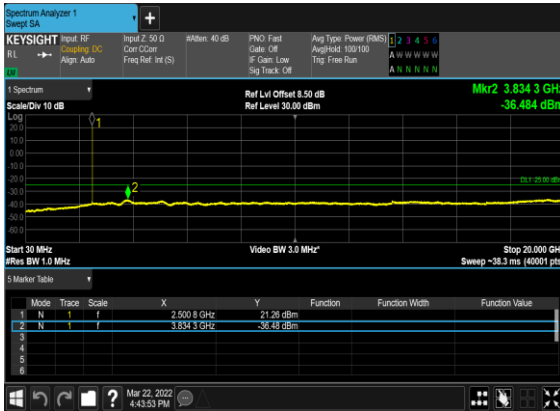 Spectrum Analyzer 1
Swept SA
KEYSIGHT Input: RF Input Z: 50 Ω #Atten: 40 dB PNO: Fast Avg Type: Power (RMS) 1 2 3 4 5 6
RL Coupling: DC Corr CCorr Gate: Off Avg|Hold: 100/100 A W W W W W
Align: Auto Freq Ref: Int (S) IF Gain: Low Trig: Free Run
Sig Track: Off A N N N N N
1 Spectrum Ref Lvl Offset 8.50 dB Mkr2 3.834 3 GHz
Scale/Div 10 dB Ref Level 30.00 dBm -36.484 dBm
Log
20.0
10.0
0.00
-10.0
-20.0
-30.0
-40.0
-50.0
-60.0
1
2
DL1 -25.00 dBm
Start 30 MHz Video BW 3.0 MHz* Stop 20.000 GHz
#Res BW 1.0 MHz Sweep ~38.3 ms (40001 pts)
5 Marker Table
Mode Trace Scale X Y Function Function Width Function Value
1 N 1 f 2.500 8 GHz 21.26 dBm
2 N 1 f 3.834 3 GHz -36.48 dBm
3
4
5
6
Mar 22, 2022
4:43:53 PM